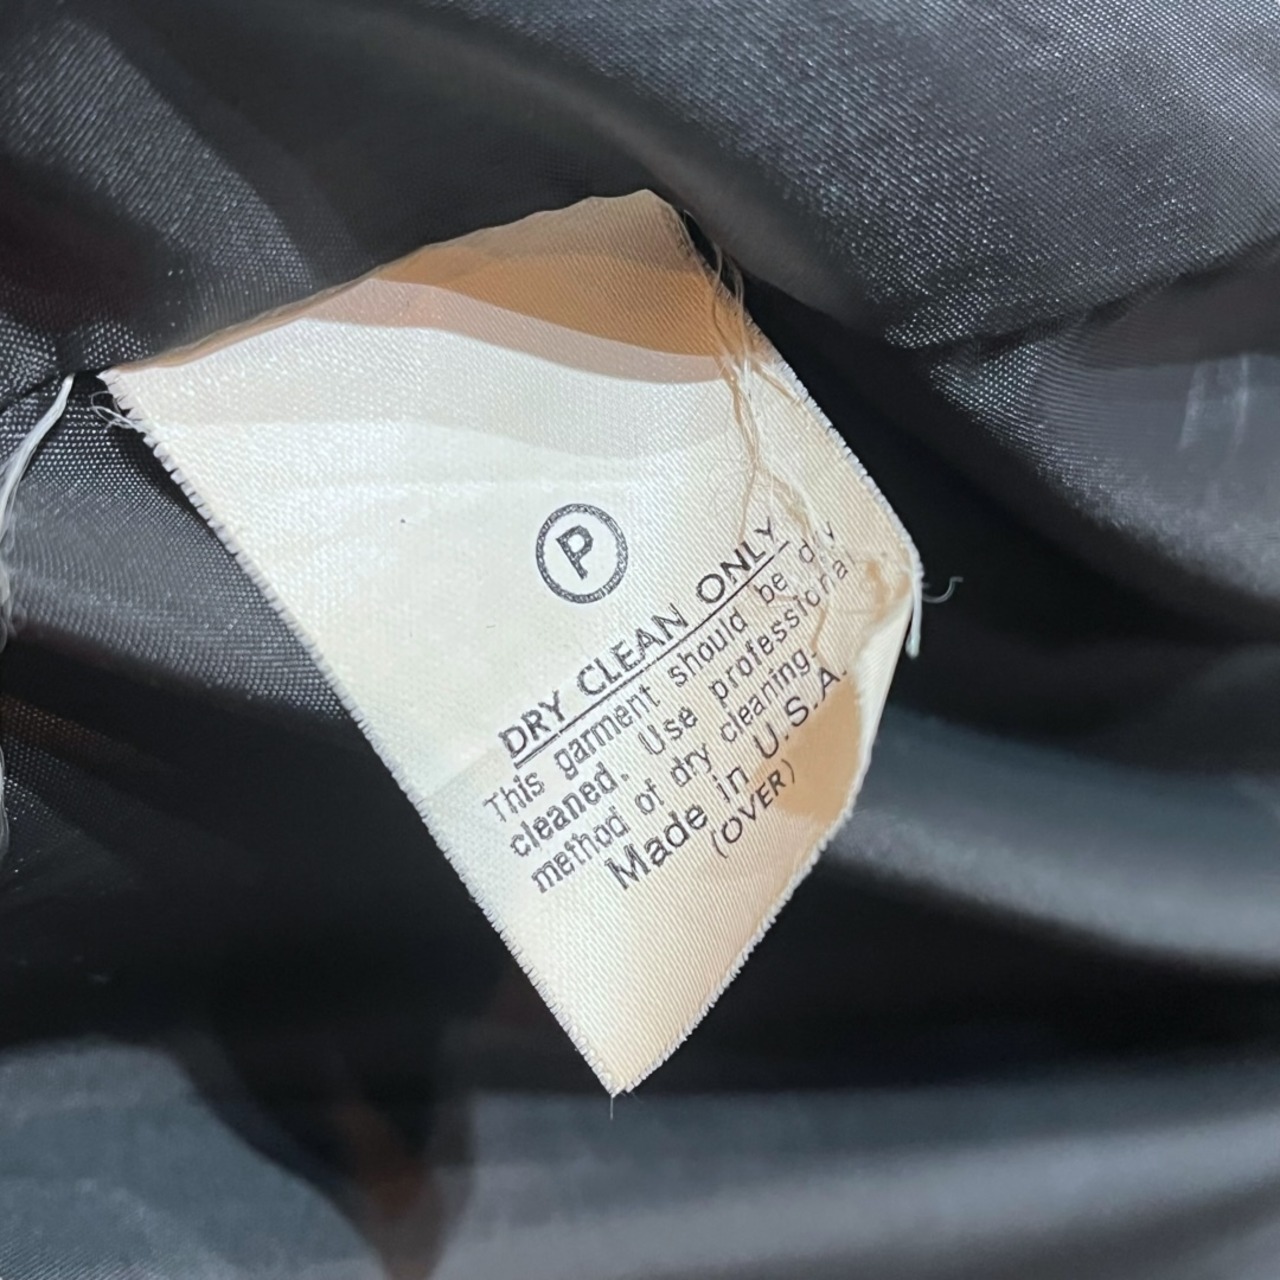 P
DRY CLEAN ONLY
This garment should be dry
cleaned. Use professional
method of dry cleaning.
Made in U.S.A.
(OVER)